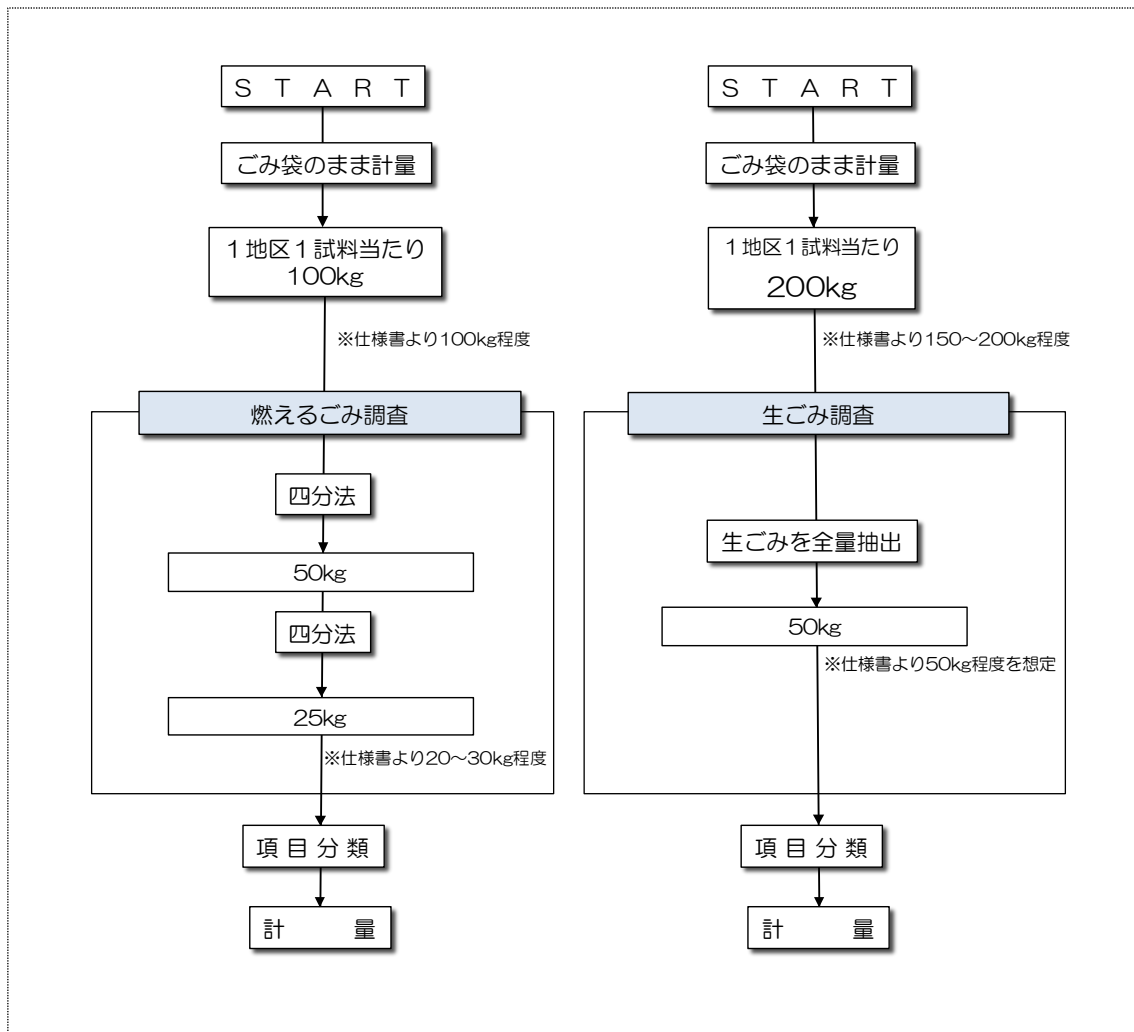 START
ごみ袋のまま計量
1地区1試料当たり
100kg
※仕様書より100kg程度
燃えるごみ調査
四分法
50kg
四分法
25kg
※仕様書より20～30kg程度
項目分類
計 量
START
ごみ袋のまま計量
1地区1試料当たり
200kg
※仕様書より150～200kg程度
生ごみ調査
生ごみを全量抽出
50kg
※仕様書より50kg程度を想定
項目分類
計 量